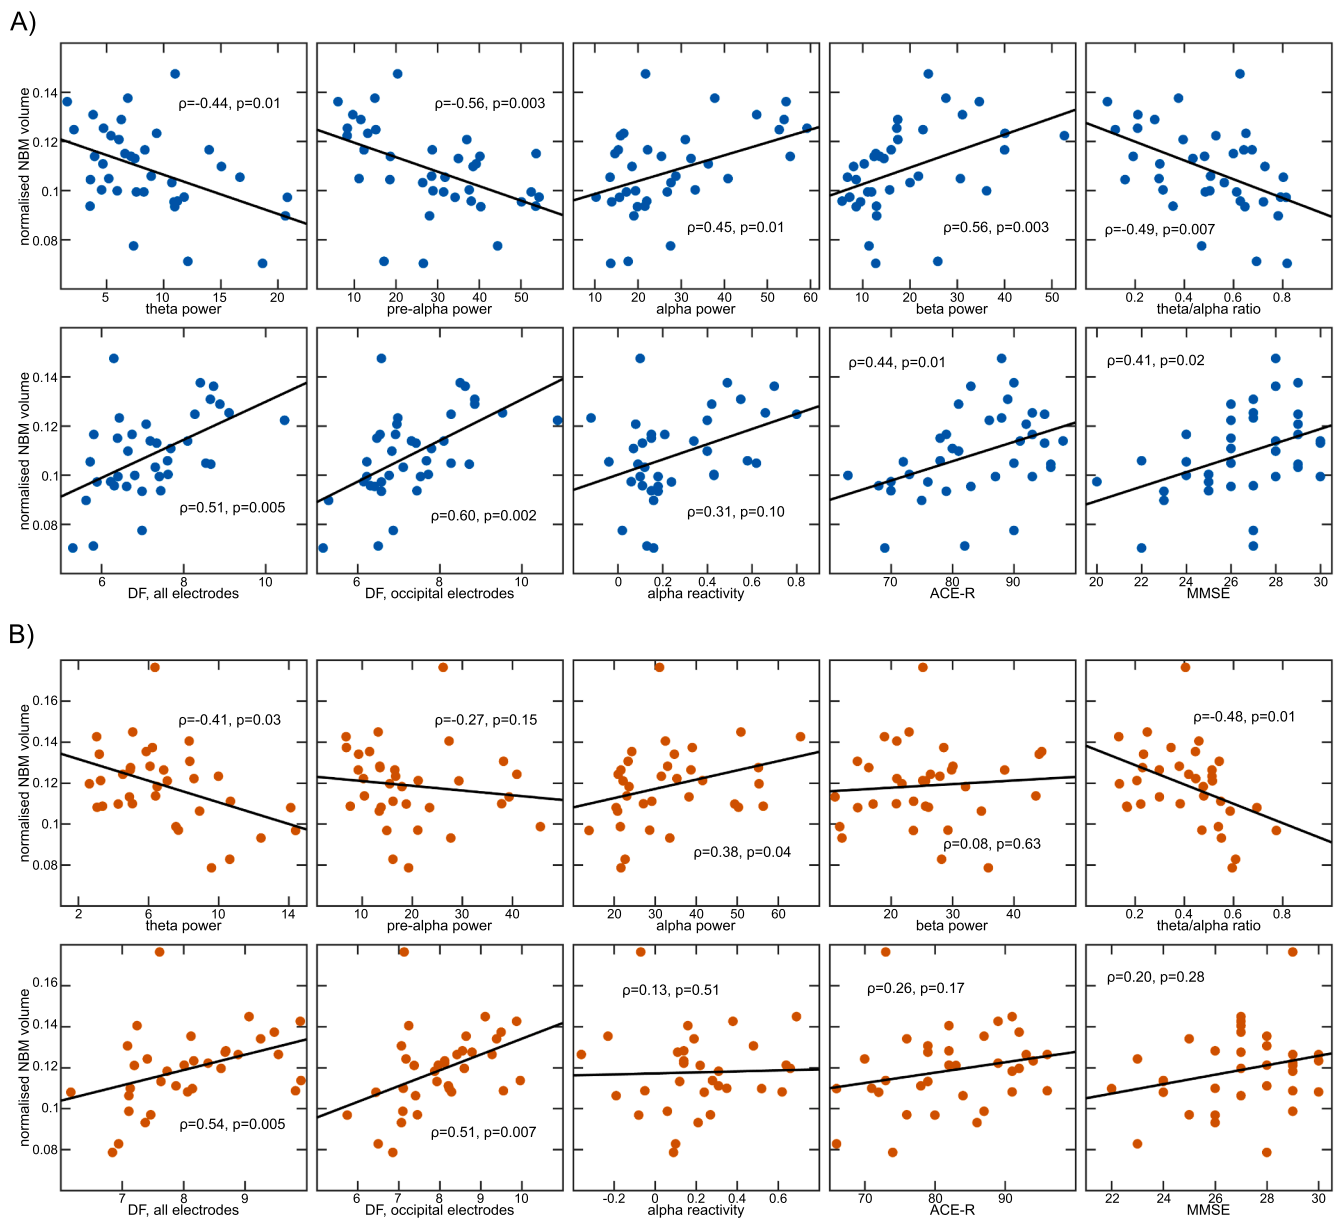 A)
normalised NBM volume
0.14
0.12
0.1
0.08
ρ=-0.44, p=0.01
5 10 15 20
theta power
ρ=-0.56, p=0.003
10 20 30 40 50
pre-alpha power
ρ=0.45, p=0.01
10 20 30 40 50 60
alpha power
ρ=0.56, p=0.003
10 20 30 40 50
beta power
ρ=-0.49, p=0.007
0.2 0.4 0.6 0.8
theta/alpha ratio
normalised NBM volume
0.14
0.12
0.1
0.08
ρ=0.51, p=0.005
6 8 10
DF, all electrodes
ρ=0.60, p=0.002
6 8 10
DF, occipital electrodes
ρ=0.31, p=0.10
0 0.2 0.4 0.6 0.8
alpha reactivity
ρ=0.44, p=0.01
70 80 90
ACE-R
ρ=0.41, p=0.02
20 22 24 26 28 30
MMSE
B)
normalised NBM volume
0.16
0.14
0.12
0.1
0.08
ρ=-0.41, p=0.03
2 6 10 14
theta power
ρ=-0.27, p=0.15
10 20 30 40
pre-alpha power
ρ=0.38, p=0.04
20 30 40 50 60
alpha power
ρ=0.08, p=0.63
20 30 40
beta power
ρ=-0.48, p=0.01
0.2 0.4 0.6 0.8
theta/alpha ratio
normalised NBM volume
0.16
0.14
0.12
0.1
0.08
ρ=0.54, p=0.005
7 8 9
DF, all electrodes
ρ=0.51, p=0.007
6 7 8 9 10
DF, occipital electrodes
ρ=0.13, p=0.51
-0.2 0 0.2 0.4 0.6
alpha reactivity
ρ=0.26, p=0.17
70 80 90
ACE-R
ρ=0.20, p=0.28
22 24 26 28 30
MMSE